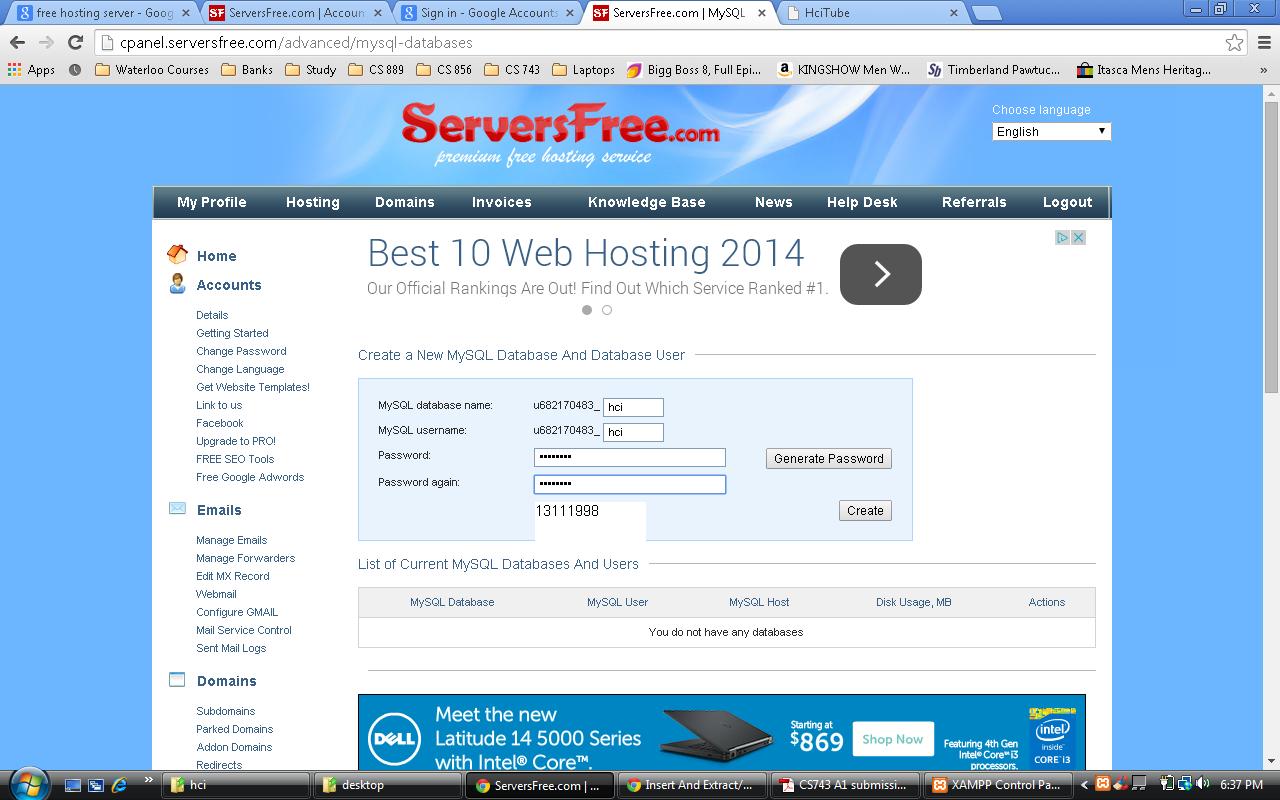 free hosting server - Goog
ServersFree.com | Accoun
Sign in - Google Accounts
ServersFree.com | MySQL
HciTube
cpanel.serversfree.com/advanced/mysql-databases
Apps
Waterloo Courses
Banks
Study
CS 889
CS 856
CS 743
Laptops
Bigg Boss 8, Full Epi...
KINGSHOW Men W...
Timberland Pawtuc...
Itasca Mens Heritag...
»
ServersFree.com
premium free hosting service
Choose language
English
My Profile
Hosting
Domains
Invoices
Knowledge Base
News
Help Desk
Referrals
Logout
Home
Accounts
Details
Getting Started
Change Password
Change Language
Get Website Templates!
Link to us
Facebook
Upgrade to PRO!
FREE SEO Tools
Free Google Adwords
Emails
Manage Emails
Manage Forwarders
Edit MX Record
Webmail
Configure GMAIL
Mail Service Control
Sent Mail Logs
Domains
Subdomains
Parked Domains
Addon Domains
Redirects
Best 10 Web Hosting 2014
Our Official Rankings Are Out! Find Out Which Service Ranked #1.
Create a New MySQL Database And Database User
MySQL database name: u682170483_ hci
MySQL username: u682170483_ hci
Password: ••••••••
Generate Password
Password again: ••••••••
13111998
Create
List of Current MySQL Databases And Users
MySQL Database MySQL User MySQL Host Disk Usage, MB Actions
You do not have any databases
DELL
Meet the new
Latitude 14 5000 Series
with Intel® Core™.
Starting at
$869
Shop Now
Featuring 4th Gen
Intel® Core™ i3
processors.
intel
inside™
CORE i3
»
hci
desktop
ServersFree.com | ...
Insert And Extract/...
CS743 A1 submissi...
XAMPP Control Pa...
6:37 PM